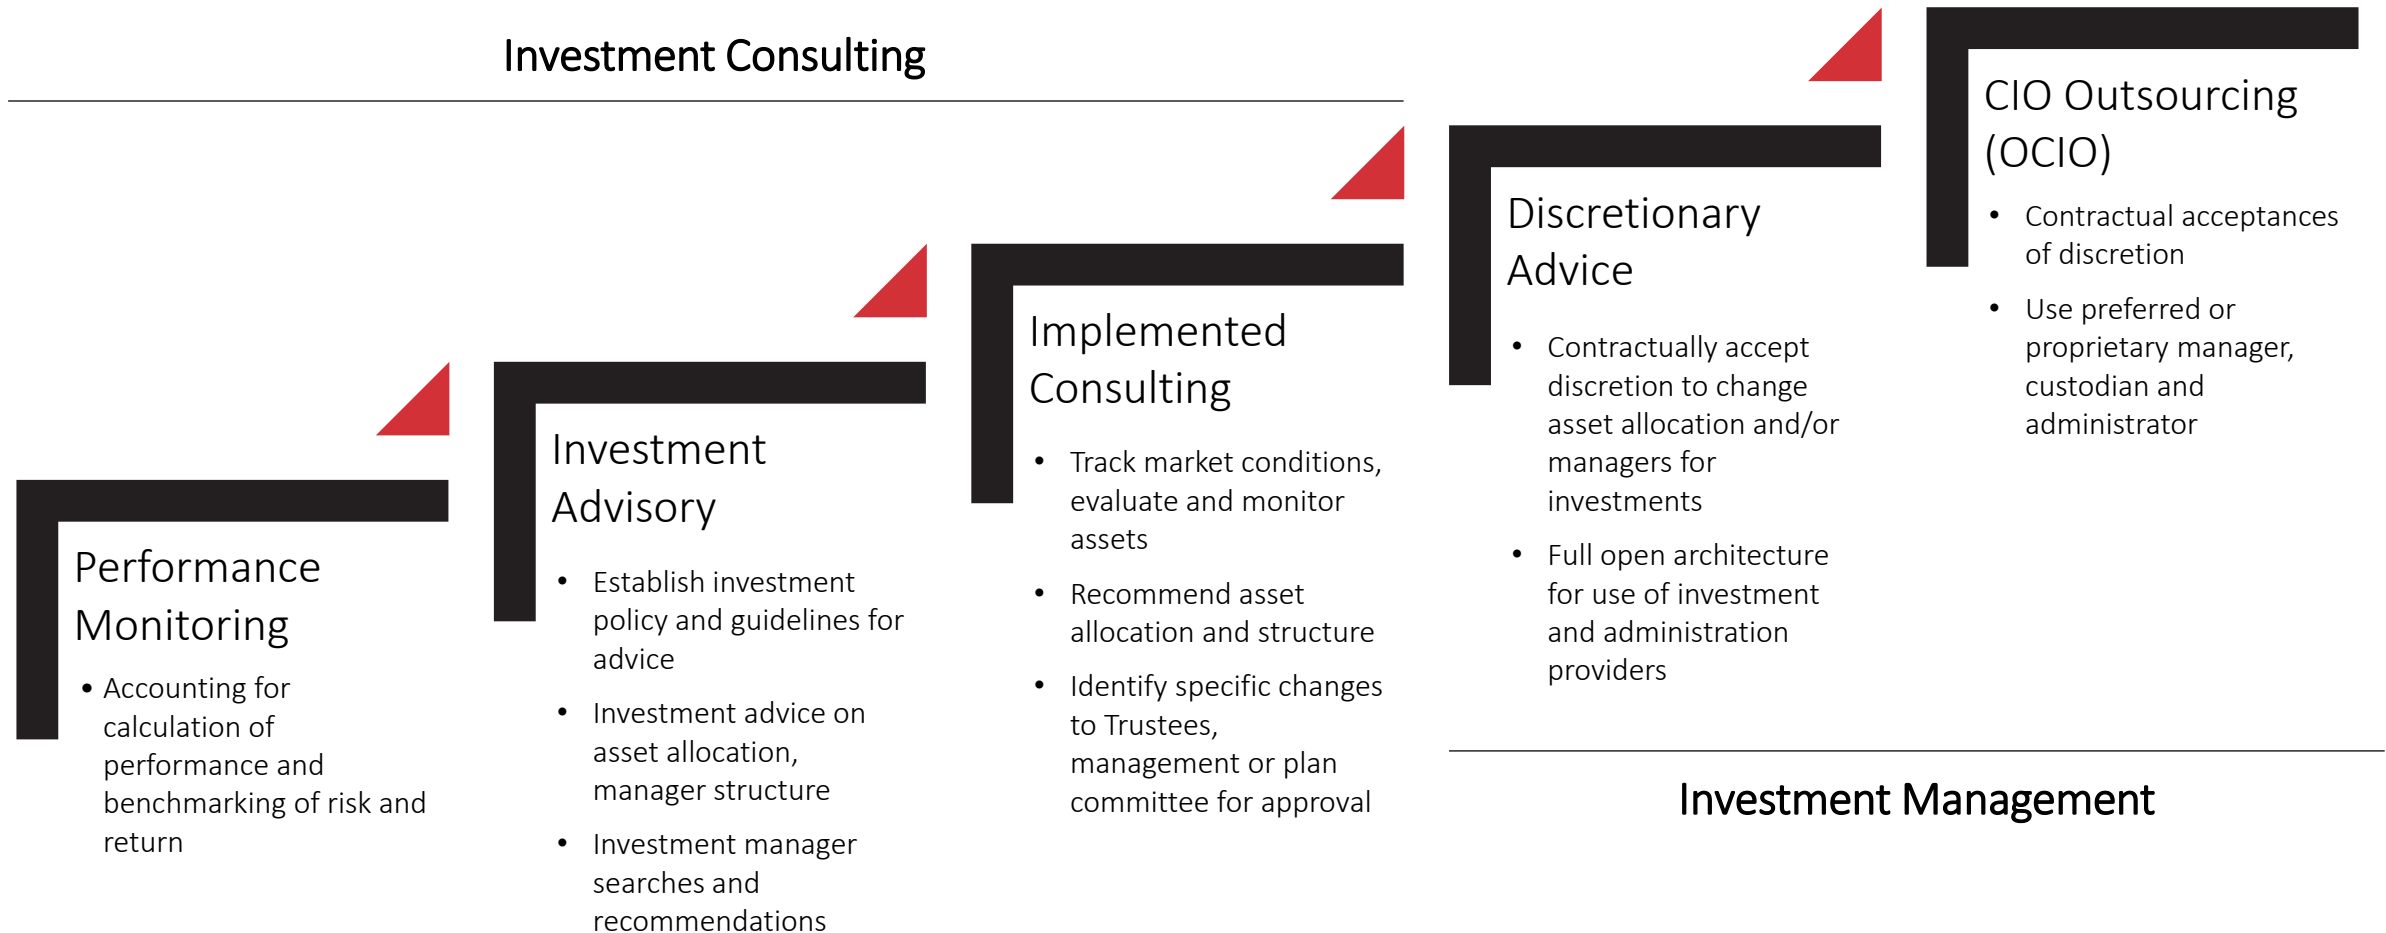 Investment Consulting
Performance
Monitoring
• Accounting for
calculation of
performance and
benchmarking of risk and
return
Investment
Advisory
• Establish investment
policy and guidelines for
advice
• Investment advice on
asset allocation,
manager structure
• Investment manager
searches and
recommendations
Implemented
Consulting
• Track market conditions,
evaluate and monitor
assets
• Recommend asset
allocation and structure
• Identify specific changes
to Trustees,
management or plan
committee for approval
Discretionary
Advice
• Contractually accept
discretion to change
asset allocation and/or
managers for
investments
• Full open architecture
for use of investment
and administration
providers
CIO Outsourcing
(OCIO)
• Contractual acceptances
of discretion
• Use preferred or
proprietary manager,
custodian and
administrator
Investment Management